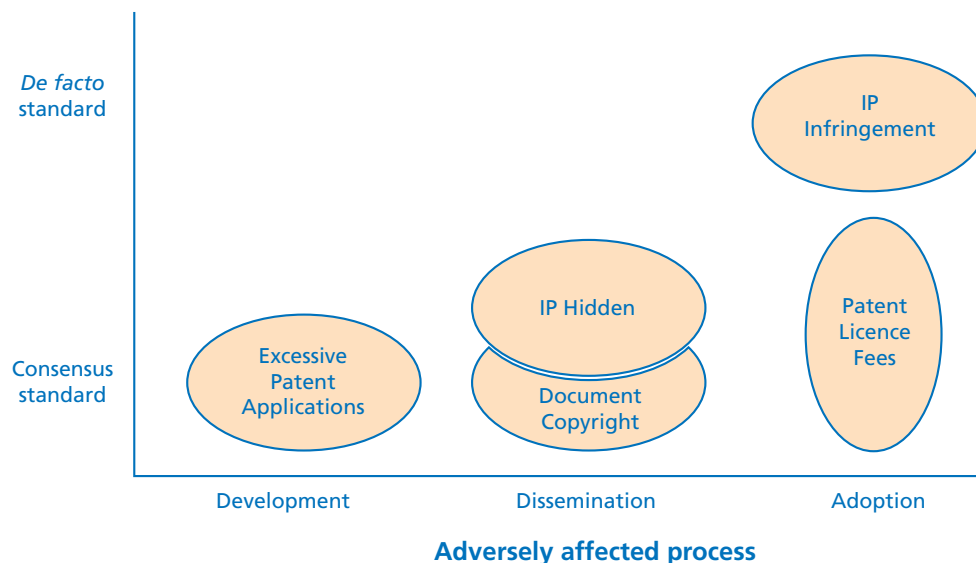 De facto
standard
IP
Infringement
IP Hidden
Patent
Licence
Fees
Consensus
standard
Excessive
Patent
Applications
Document
Copyright
Development
Dissemination
Adoption
Adversely affected process